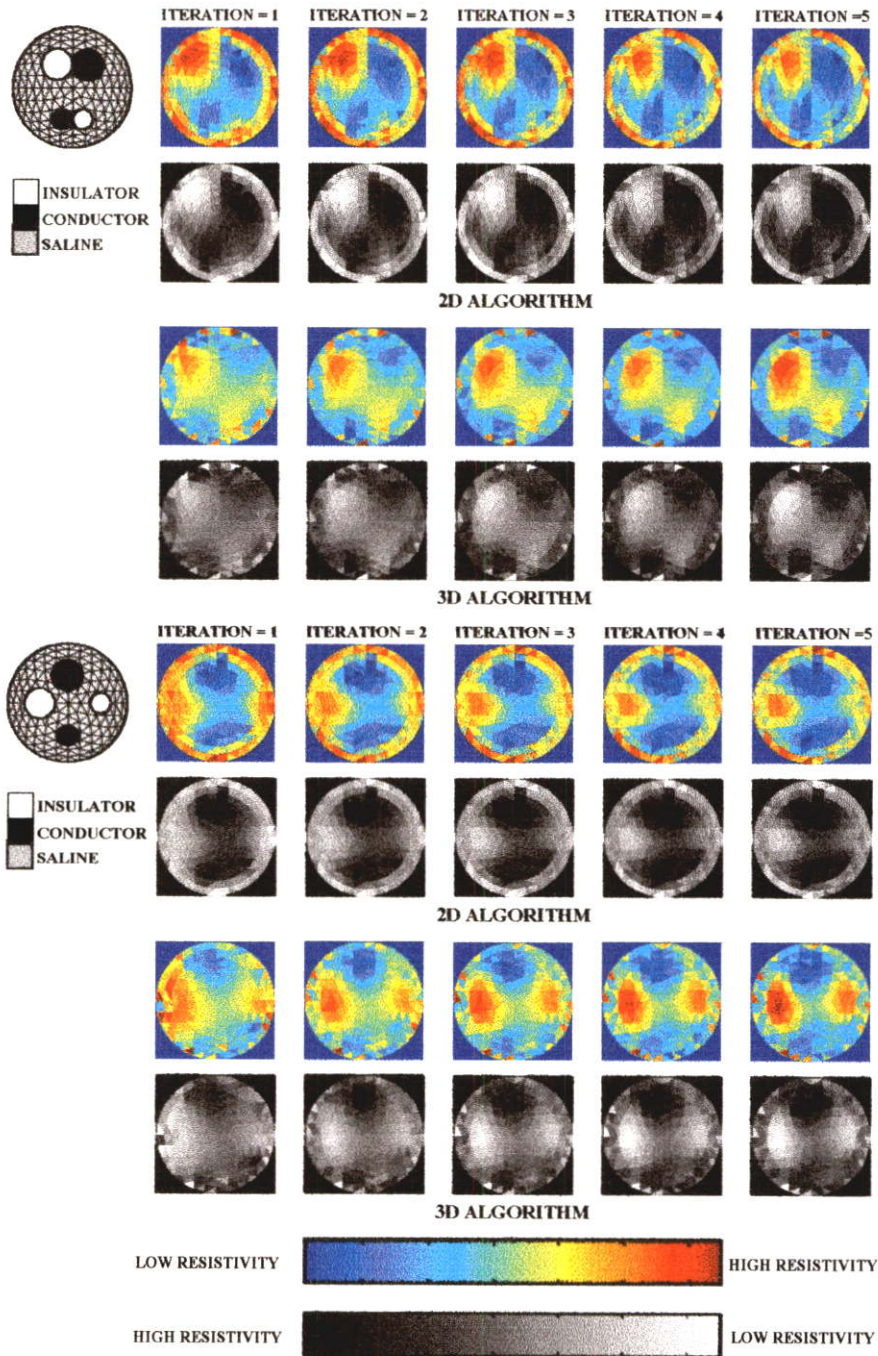 ITERATION = 1 ITERATION = 2 ITERATION = 3 ITERATION = 4 ITERATION =5
INSULATOR
CONDUCTOR
SALINE
2D ALGORITHM
3D ALGORITHM
ITERATION = 1 ITERATION = 2 ITERATION = 3 ITERATION = 4 ITERATION =5
INSULATOR
CONDUCTOR
SALINE
2D ALGORITHM
3D ALGORITHM
LOW RESISTIVITY HIGH RESISTIVITY
HIGH RESISTIVITY LOW RESISTIVITY